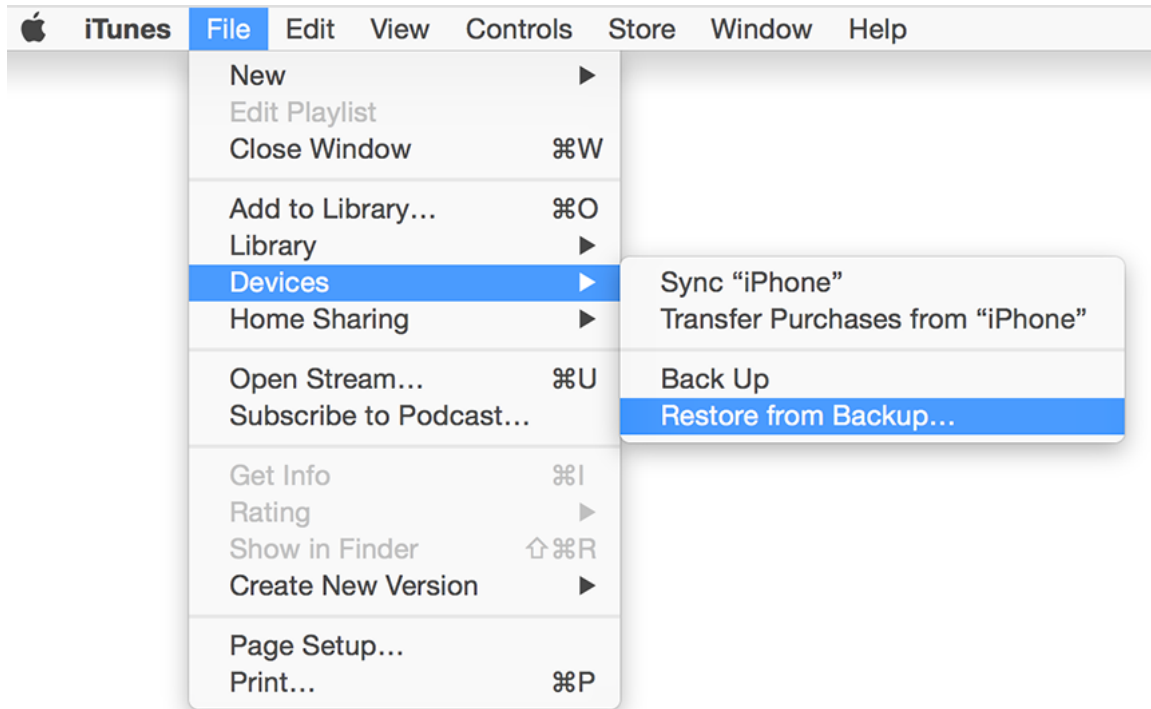 iTunes File Edit View Controls Store Window Help
New
Edit Playlist
Close Window ⌘W
Add to Library… ⌘O
Library
Devices
Home Sharing
Open Stream… ⌘U
Subscribe to Podcast…
Get Info ⌘I
Rating
Show in Finder ⇧⌘R
Create New Version
Page Setup…
Print… ⌘P
Sync “iPhone”
Transfer Purchases from “iPhone”
Back Up
Restore from Backup…